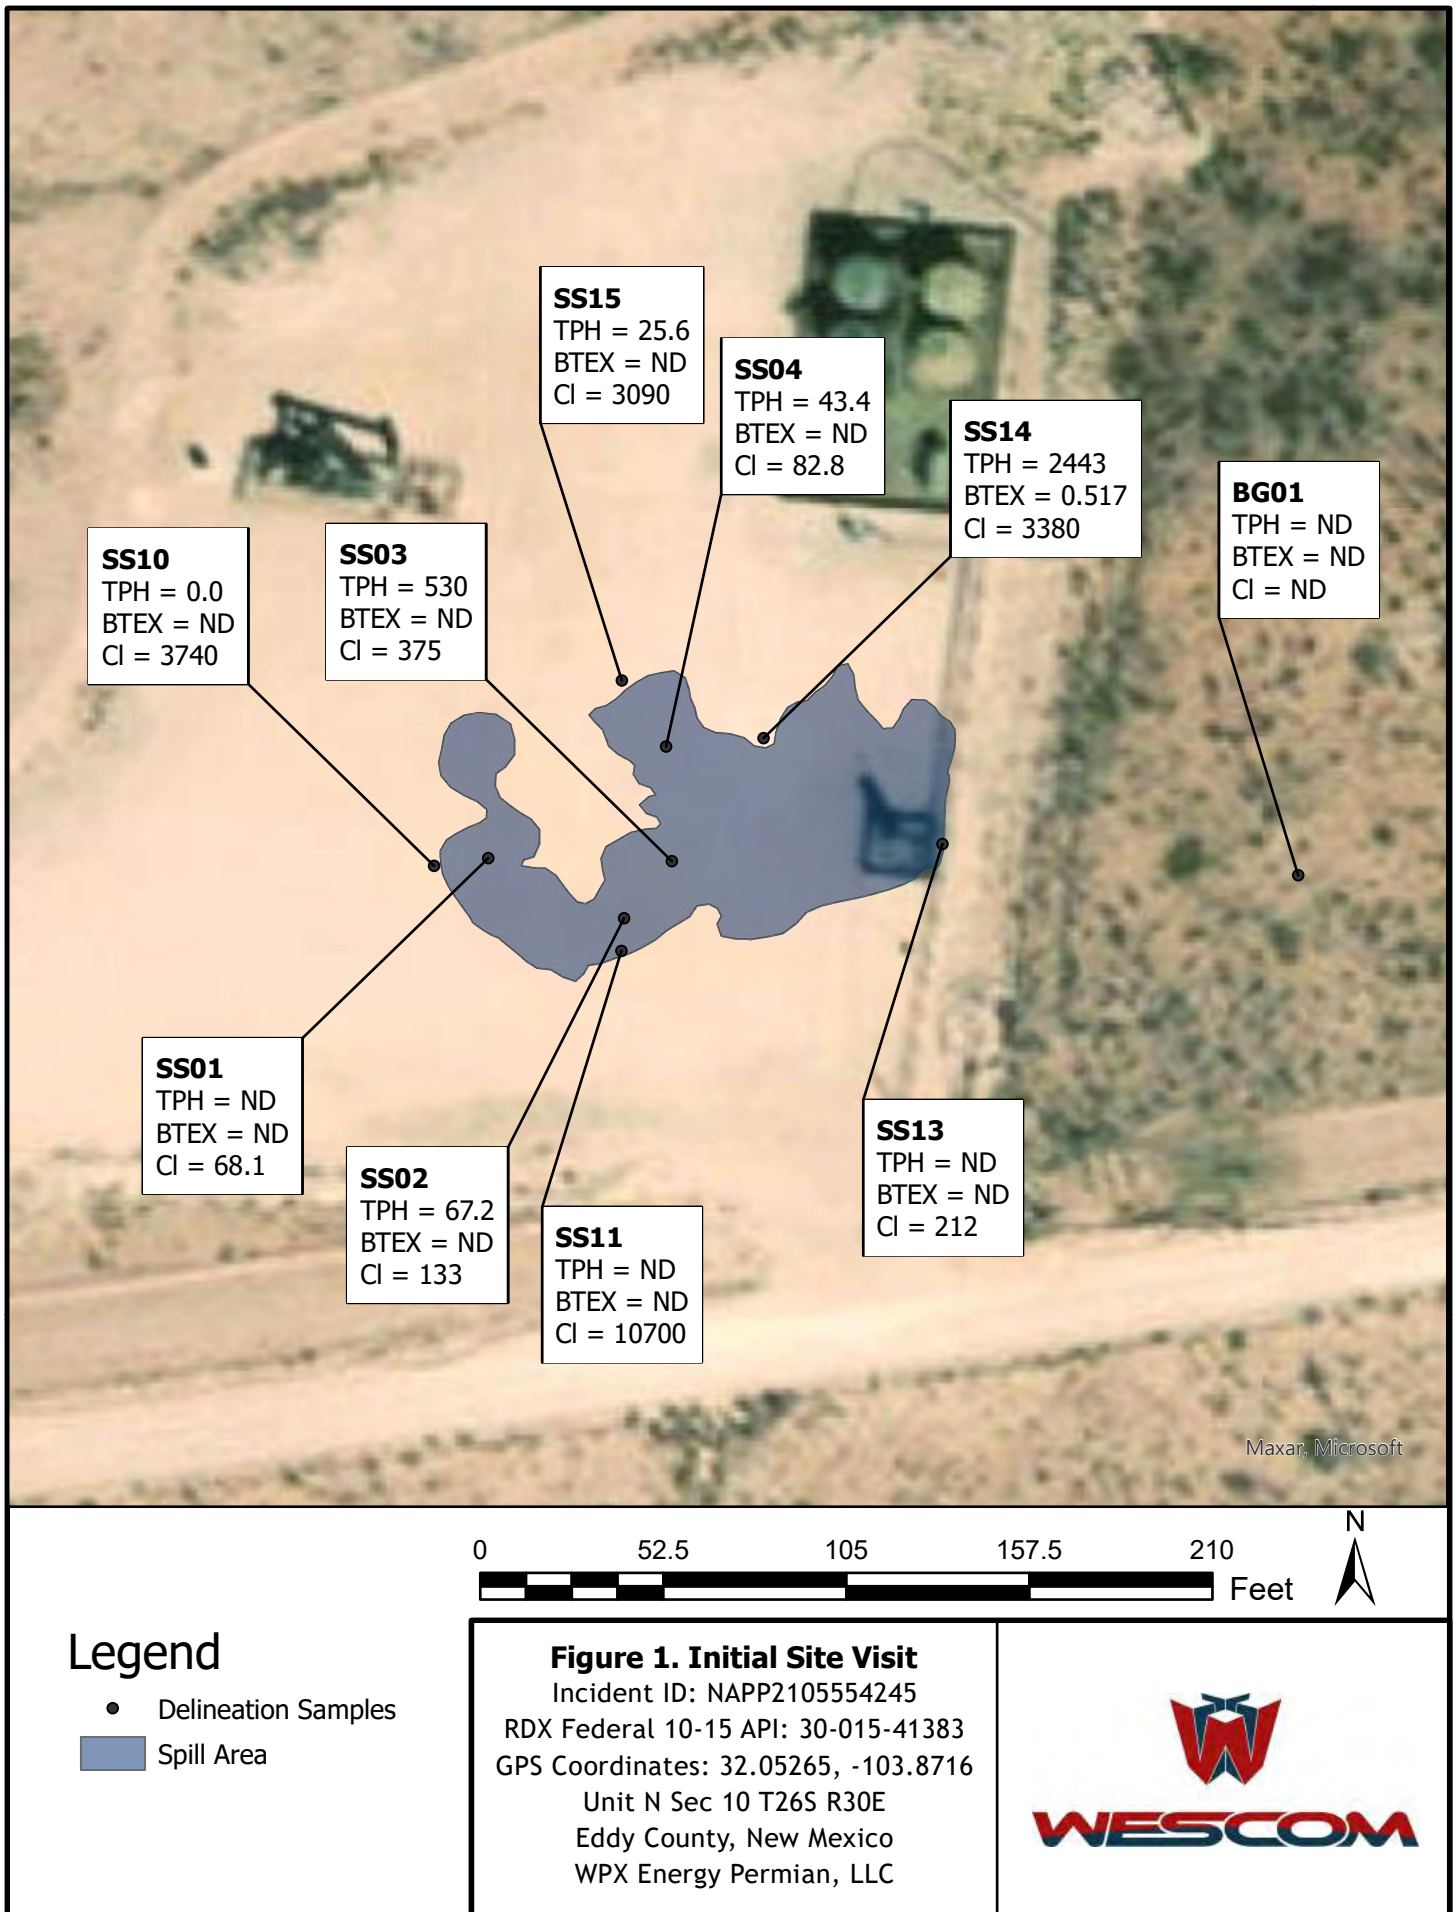 SS15
TPH = 25.6
BTEX = ND
Cl = 3090
SS04
TPH = 43.4
BTEX = ND
Cl = 82.8
SS14
TPH = 2443
BTEX = 0.517
Cl = 3380
BG01
TPH = ND
BTEX = ND
Cl = ND
SS10
TPH = 0.0
BTEX = ND
Cl = 3740
SS03
TPH = 530
BTEX = ND
Cl = 375
SS01
TPH = ND
BTEX = ND
Cl = 68.1
SS02
TPH = 67.2
BTEX = ND
Cl = 133
SS11
TPH = ND
BTEX = ND
Cl = 10700
SS13
TPH = ND
BTEX = ND
Cl = 212
Maxar, Microsoft
0 52.5 105 157.5 210
Feet
N
Legend
Delineation Samples
Spill Area
Figure 1. Initial Site Visit
Incident ID: NAPP2105554245
RDX Federal 10-15 API: 30-015-41383
GPS Coordinates: 32.05265, -103.8716
Unit N Sec 10 T26S R30E
Eddy County, New Mexico
WPX Energy Permian, LLC
WESCOM